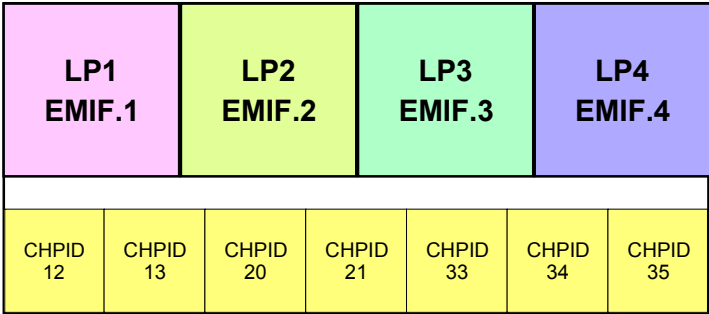 LP1 LP2 LP3 LP4
EMIF.1 EMIF.2 EMIF.3 EMIF.4
CHPID CHPID CHPID CHPID CHPID CHPID CHPID
12 13 20 21 33 34 35